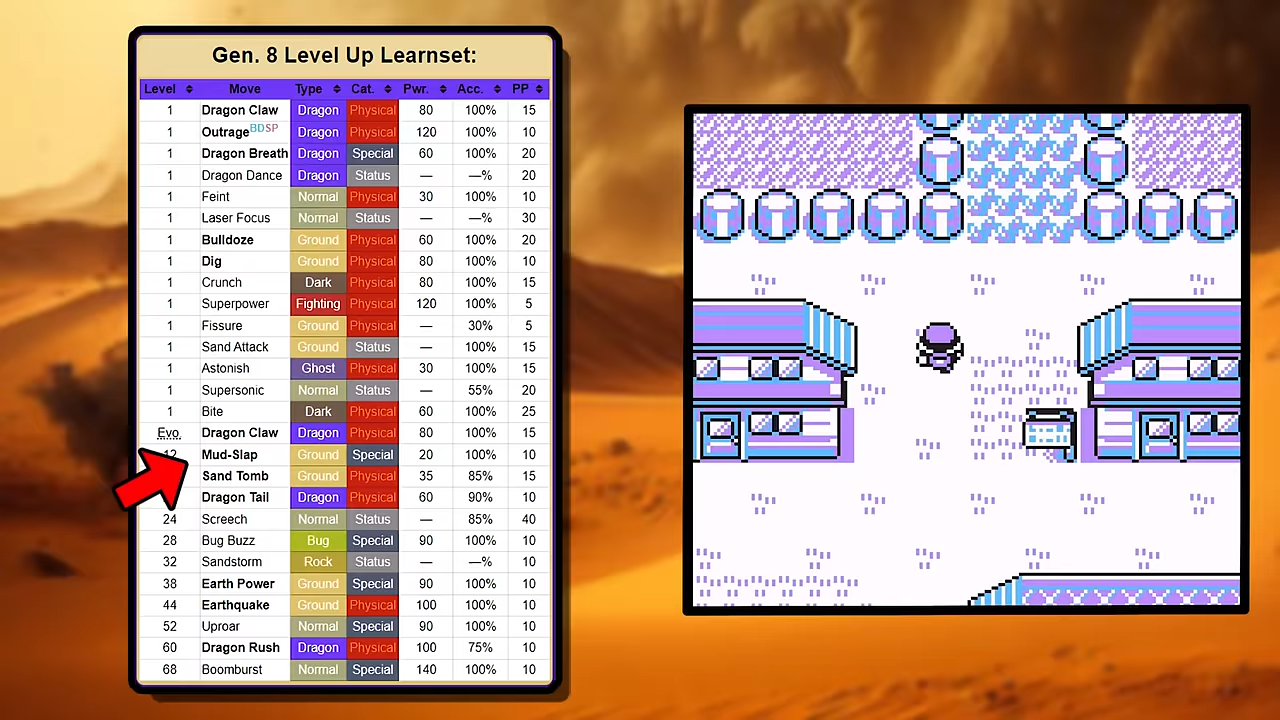 Gen. 8 Level Up Learnset:
Level Move Type Cat. Pwr. Acc. PP
1 Dragon Claw Dragon Physical 80 100% 15
1 Outrage BDSP Dragon Physical 120 100% 10
1 Dragon Breath Dragon Special 60 100% 20
1 Dragon Dance Dragon Status — —% 20
1 Feint Normal Physical 30 100% 10
1 Laser Focus Normal Status — —% 30
1 Bulldoze Ground Physical 60 100% 20
1 Dig Ground Physical 80 100% 10
1 Crunch Dark Physical 80 100% 15
1 Superpower Fighting Physical 120 100% 5
1 Fissure Ground Physical — 30% 5
1 Sand Attack Ground Status — 100% 15
1 Astonish Ghost Physical 30 100% 15
1 Supersonic Normal Status — 55% 20
1 Bite Dark Physical 60 100% 25
Evo Dragon Claw Dragon Physical 80 100% 15
12 Mud-Slap Ground Special 20 100% 10
Sand Tomb Ground Physical 35 85% 15
Dragon Tail Dragon Physical 60 90% 10
24 Screech Normal Status — 85% 40
28 Bug Buzz Bug Special 90 100% 10
32 Sandstorm Rock Status — —% 10
38 Earth Power Ground Special 90 100% 10
44 Earthquake Ground Physical 100 100% 10
52 Uproar Normal Special 90 100% 10
60 Dragon Rush Dragon Physical 100 75% 10
68 Boomburst Normal Special 140 100% 10